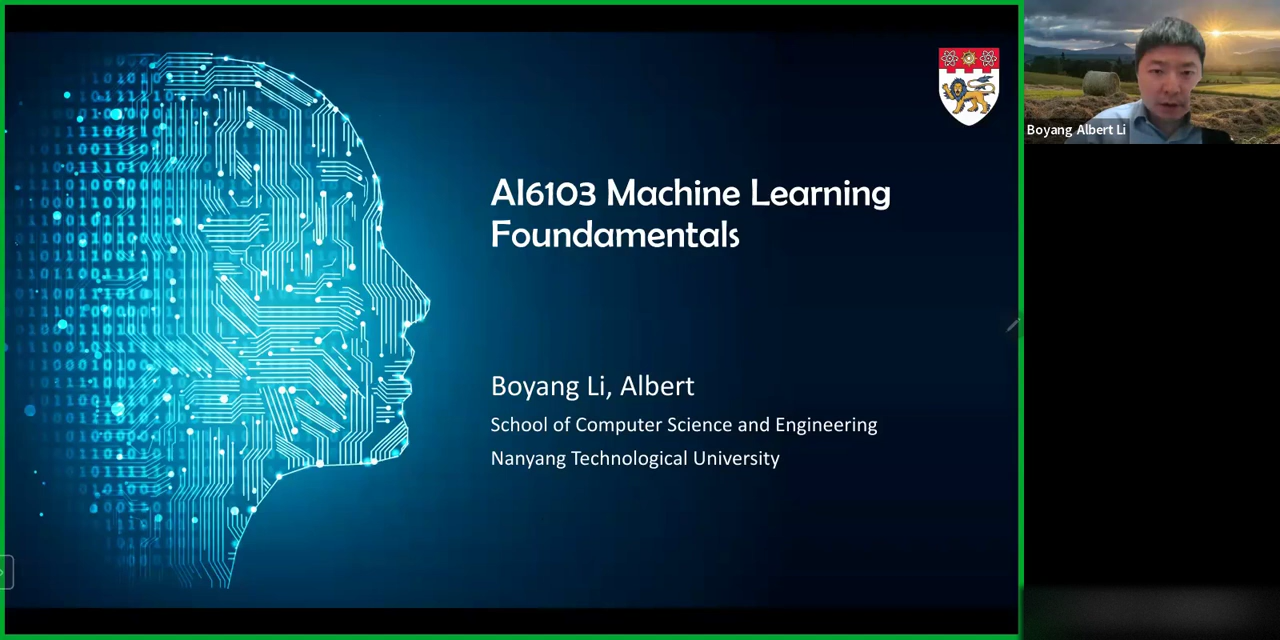 AI6103 Machine Learning
Foundamentals
Boyang Li, Albert
School of Computer Science and Engineering
Nanyang Technological University
Boyang Albert Li